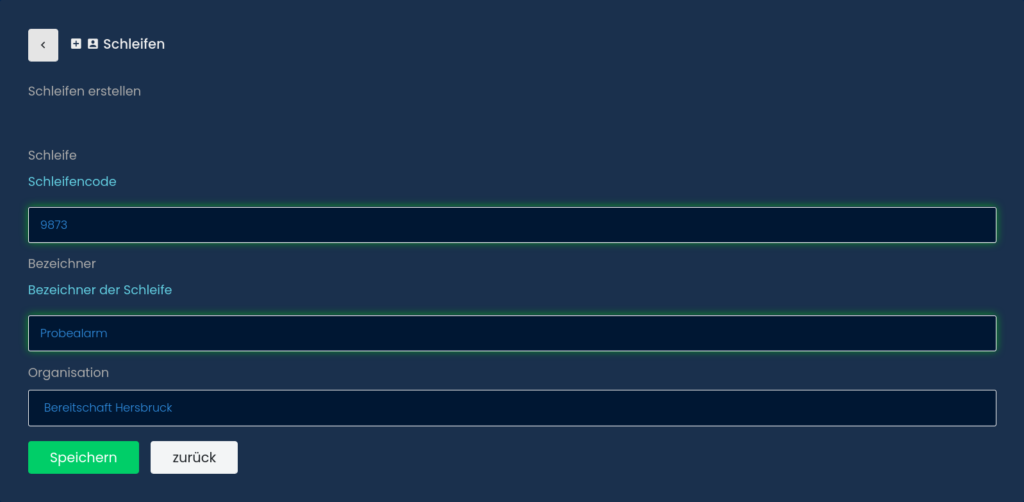 Schleifen
Schleifen erstellen
Schleife
Schleifencode
9873
Bezeichner
Bezeichner der Schleife
Probealarm
Organisation
Bereitschaft Hersbruck
Speichern zurück